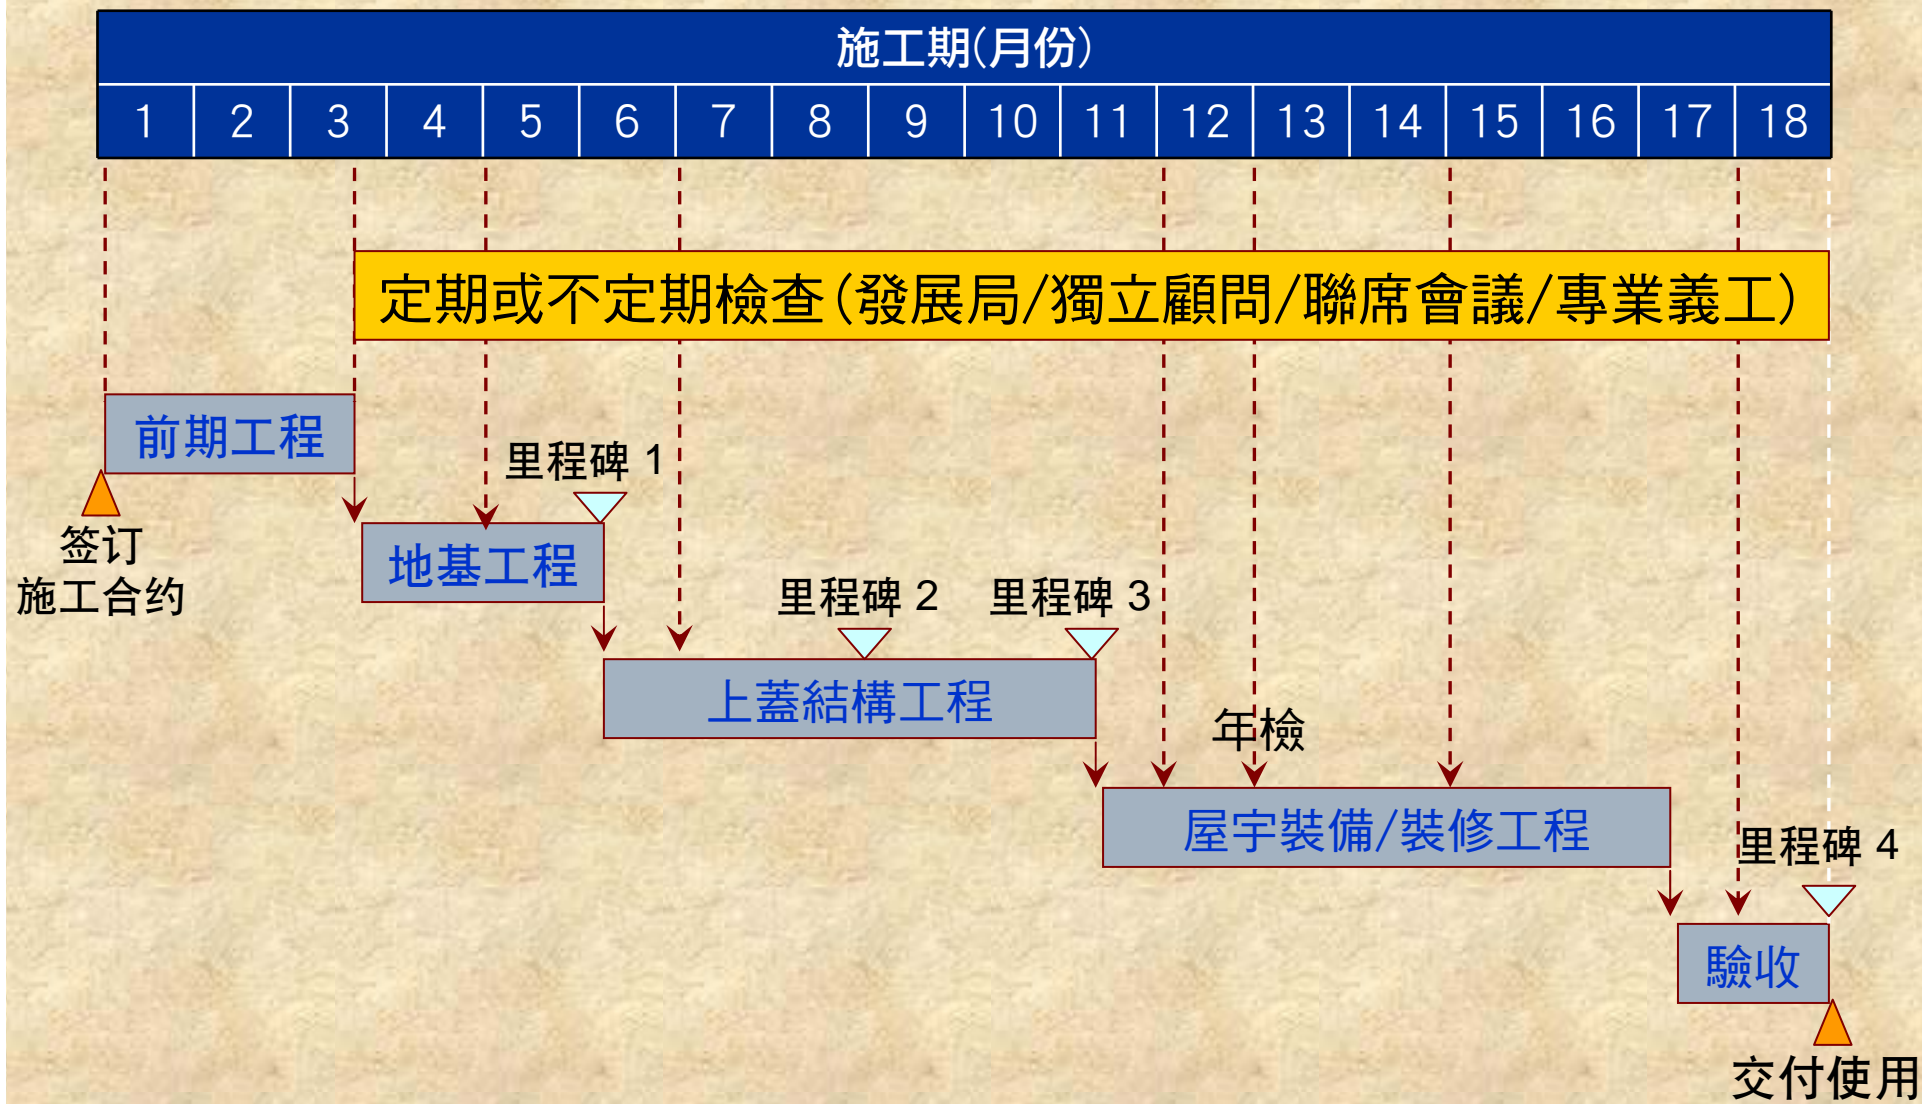 施工期(月份)
1 2 3 4 5 6 7 8 9 10 11 12 13 14 15 16 17 18
定期或不定期檢查(發展局/獨立顧問/聯席會議/專業義工)
前期工程
里程碑 1
签订
施工合约
地基工程
里程碑 2
里程碑 3
上蓋結構工程
年檢
屋宇裝備/裝修工程
里程碑 4
驗收
交付使用